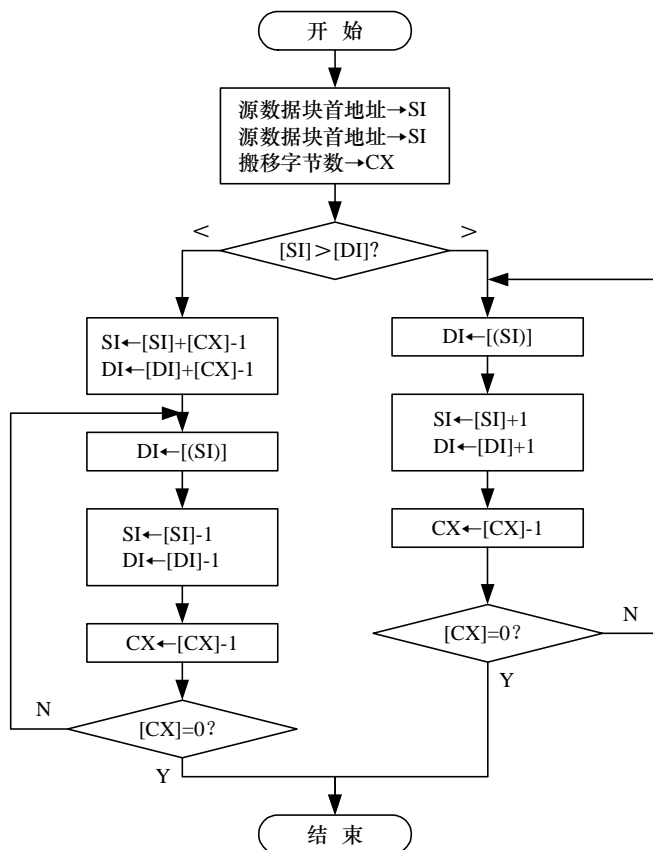 开 始
源数据块首地址→SI
源数据块首地址→SI
搬移字节数→CX
<
[SI]＞[DI]?
>
SI←[SI]+[CX]-1
DI←[DI]+[CX]-1
DI←[(SI)]
SI←[SI]-1
DI←[DI]-1
CX←[CX]-1
[CX]=0?
N
Y
DI←[(SI)]
SI←[SI]+1
DI←[DI]+1
CX←[CX]-1
[CX]=0?
N
Y
结 束